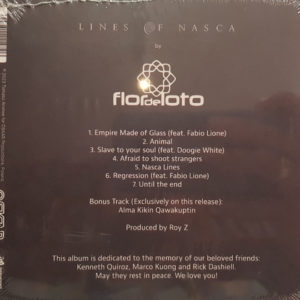 LINES OF NASCA
by
flor de loto
1. Empire Made of Glass (feat. Fabio Lione)
2. Animal
3. Slave to your soul (feat. Doogie White)
4. Afraid to shoot strangers
5. Nasca Lines
6. Regression (feat. Fabio Lione)
7. Until the end
Bonus Track (Exclusively on this release):
Alma Kikin Qawakuptin
Produced by Roy Z
This album is dedicated to the memory of our beloved friends:
Kenneth Quiroz, Marco Kuong and Rick Dashiell.
May they rest in peace. We love you!